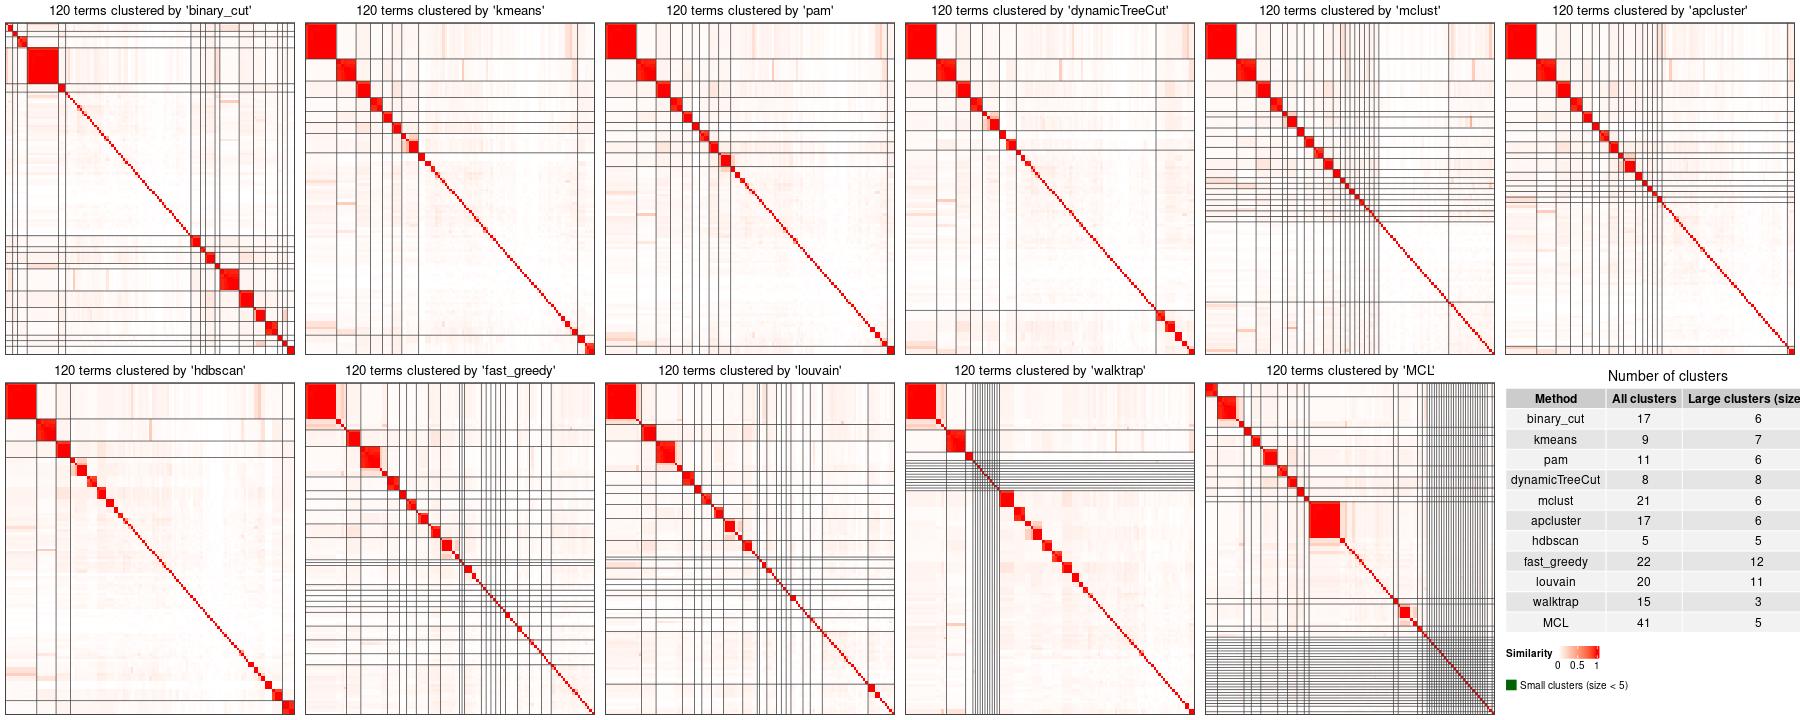 120 terms clustered by 'binary_cut'
120 terms clustered by 'kmeans'
120 terms clustered by 'pam'
120 terms clustered by 'dynamicTreeCut'
120 terms clustered by 'mclust'
120 terms clustered by 'apcluster'
120 terms clustered by 'hdbscan'
120 terms clustered by 'fast_greedy'
120 terms clustered by 'louvain'
120 terms clustered by 'walktrap'
120 terms clustered by 'MCL'
Number of clusters
Method All clusters Large clusters (size
binary_cut 17 6
kmeans 9 7
pam 11 6
dynamicTreeCut 8 8
mclust 21 6
apcluster 17 6
hdbscan 5 5
fast_greedy 22 12
louvain 20 11
walktrap 15 3
MCL 41 5
Similarity
0 0.5 1
Small clusters (size < 5)